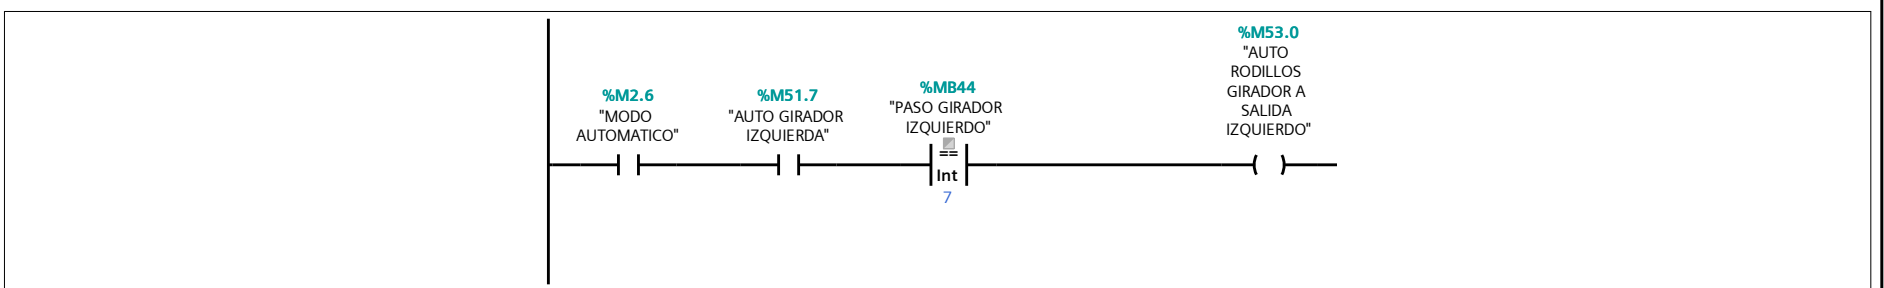 %M2.6
"MODO
AUTOMATICO"
%M51.7
"AUTO GIRADOR
IZQUIERDA"
%MB44
"PASO GIRADOR
IZQUIERDO"
==
Int
7
%M53.0
"AUTO
RODILLOS
GIRADOR A
SALIDA
IZQUIERDO"